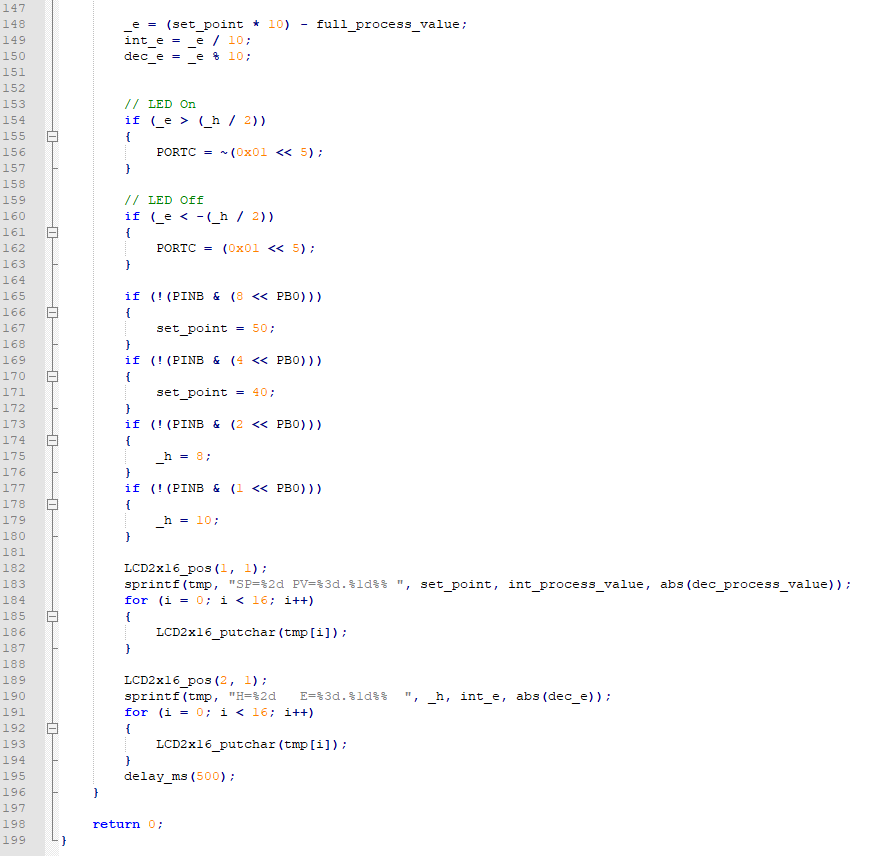 147
148 _e = (set_point * 10) - full_process_value;
149 int_e = _e / 10;
150 dec_e = _e % 10;
151
152
153 // LED On
154 if (_e > (_h / 2))
155 {
156 PORTC = ~(0x01 << 5);
157 }
158
159 // LED Off
160 if (_e < -(_h / 2))
161 {
162 PORTC = (0x01 << 5);
163 }
164
165 if (!(PINB & (8 << PB0)))
166 {
167 set_point = 50;
168 }
169 if (!(PINB & (4 << PB0)))
170 {
171 set_point = 40;
172 }
173 if (!(PINB & (2 << PB0)))
174 {
175 _h = 8;
176 }
177 if (!(PINB & (1 << PB0)))
178 {
179 _h = 10;
180 }
181
182 LCD2x16_pos(1, 1);
183 sprintf(tmp, "SP=%2d PV=%3d.%1d%% ", set_point, int_process_value, abs(dec_process_value));
184 for (i = 0; i < 16; i++)
185 {
186 LCD2x16_putchar(tmp[i]);
187 }
188
189 LCD2x16_pos(2, 1);
190 sprintf(tmp, "H=%2d   E=%3d.%1d%%  ", _h, int_e, abs(dec_e));
191 for (i = 0; i < 16; i++)
192 {
193 LCD2x16_putchar(tmp[i]);
194 }
195 delay_ms(500);
196 }
197
198 return 0;
199 }